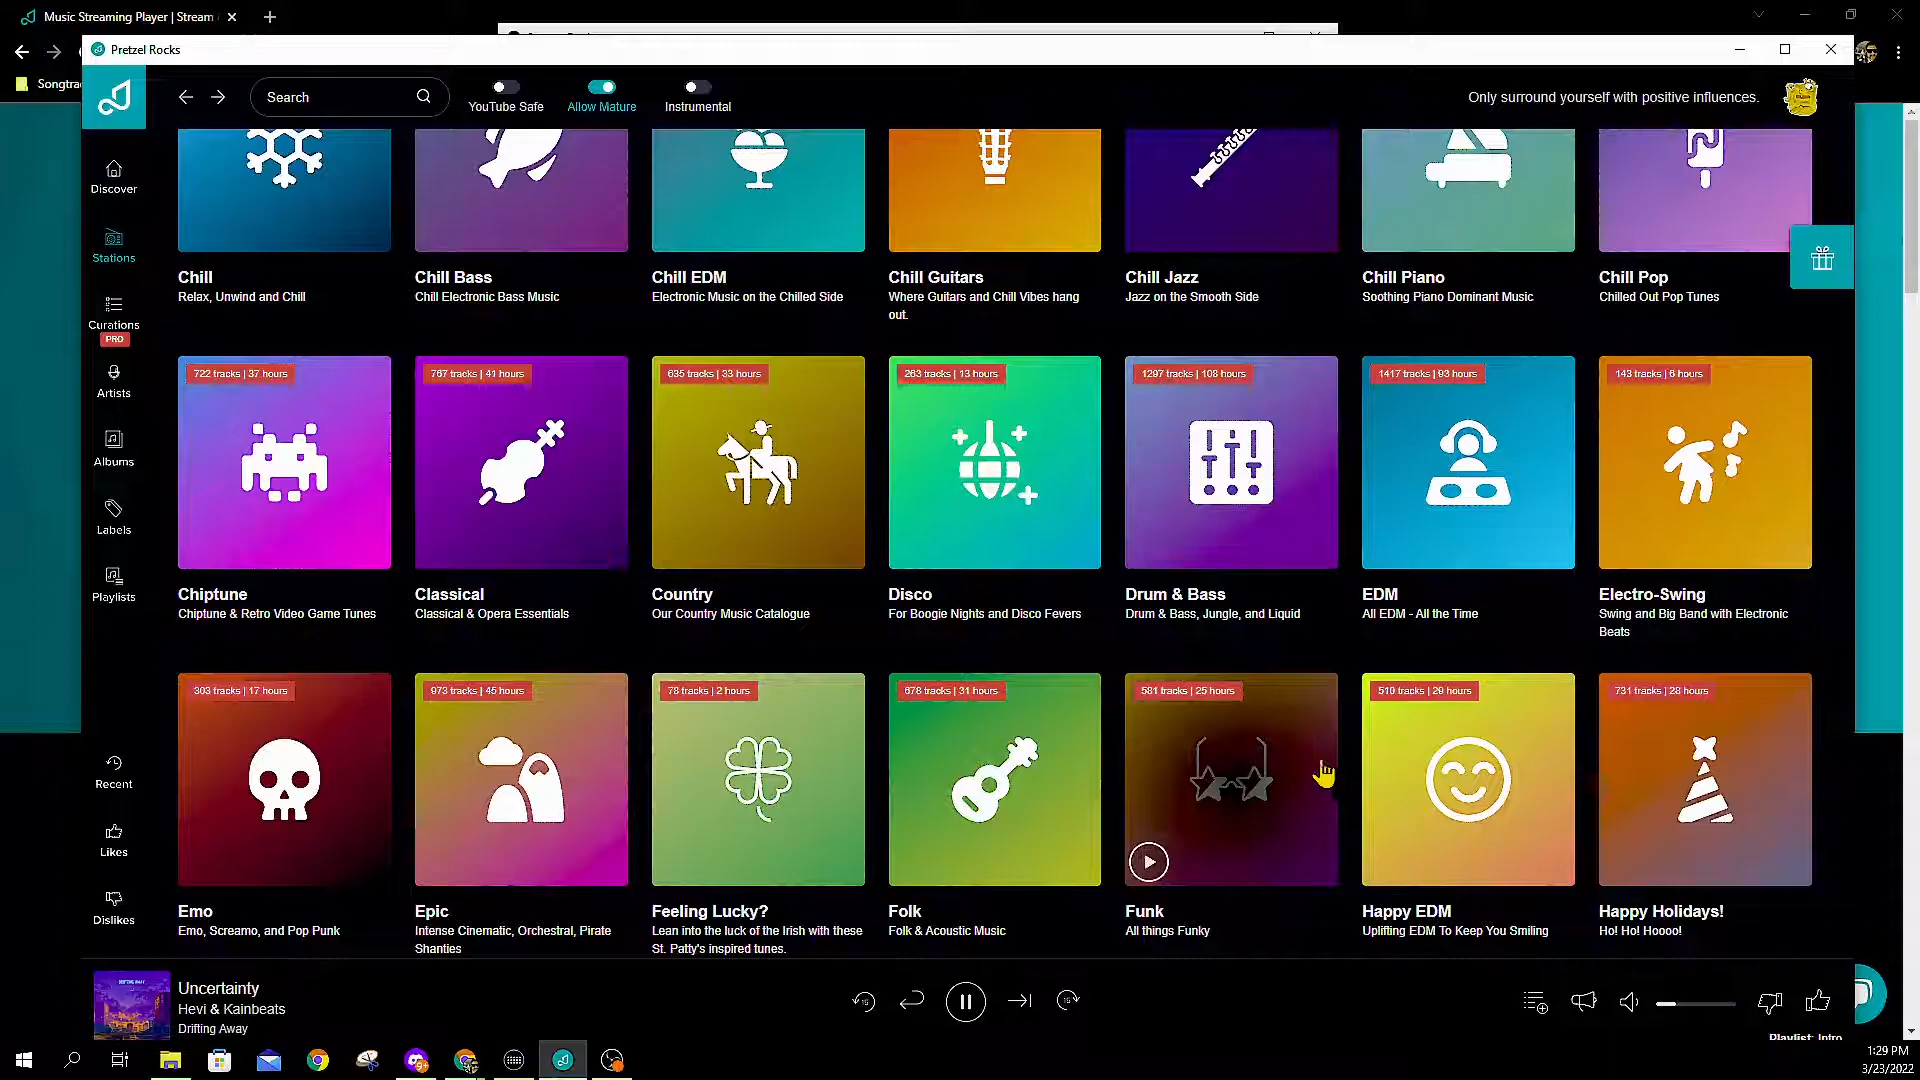 Music Streaming Player | Stream
Pretzel Rocks
Songtra
Search
YouTube Safe
Allow Mature
Instrumental
Only surround yourself with positive influences.
Discover
Stations
Curations
PRO
Artists
Albums
Labels
Playlists
Recent
Likes
Dislikes
Chill
Relax, Unwind and Chill
Chill Bass
Chill Electronic Bass Music
Chill EDM
Electronic Music on the Chilled Side
Chill Guitars
Where Guitars and Chill Vibes hang
out.
Chill Jazz
Jazz on the Smooth Side
Chill Piano
Soothing Piano Dominant Music
Chill Pop
Chilled Out Pop Tunes
722 tracks | 37 hours
Chiptune
Chiptune & Retro Video Game Tunes
767 tracks | 41 hours
Classical
Classical & Opera Essentials
635 tracks | 33 hours
Country
Our Country Music Catalogue
263 tracks | 13 hours
Disco
For Boogie Nights and Disco Fevers
1297 tracks | 108 hours
Drum & Bass
Drum & Bass, Jungle, and Liquid
1417 tracks | 93 hours
EDM
All EDM - All the Time
143 tracks | 6 hours
Electro-Swing
Swing and Big Band with Electronic
Beats
303 tracks | 17 hours
Emo
Emo, Screamo, and Pop Punk
973 tracks | 45 hours
Epic
Intense Cinematic, Orchestral, Pirate
Shanties
78 tracks | 2 hours
Feeling Lucky?
Lean into the luck of the Irish with these
St. Patty's inspired tunes.
678 tracks | 31 hours
Folk
Folk & Acoustic Music
581 tracks | 25 hours
Funk
All things Funky
510 tracks | 29 hours
Happy EDM
Uplifting EDM To Keep You Smiling
731 tracks | 28 hours
Happy Holidays!
Ho! Ho! Hoooo!
Uncertainty
Hevi & Kainbeats
Drifting Away
15
15
Playlist: Intro
9+
1:29 PM
3/23/2022